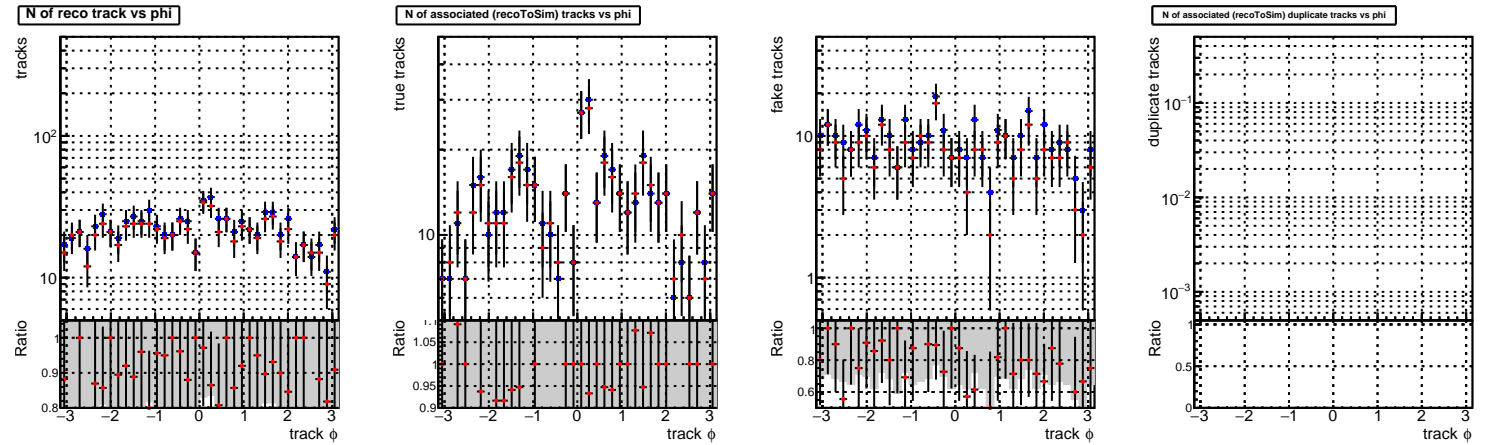 N of reco track vs phi
tracks
10²
10
Ratio
1
0.9
0.8
−3 −2 −1 0 1 2 3
track ϕ
N of associated (recoToSim) tracks vs phi
true tracks
10
Ratio
1.1
1.05
1
0.95
0.9
−3 −2 −1 0 1 2 3
track ϕ
fake tracks
10
1
Ratio
1
0.8
0.6
−3 −2 −1 0 1 2 3
track ϕ
N of associated (recoToSim) duplicate tracks vs phi
duplicate tracks
10⁻¹
10⁻²
10⁻³
Ratio
1
0.5
0
−3 −2 −1 0 1 2 3
track ϕ